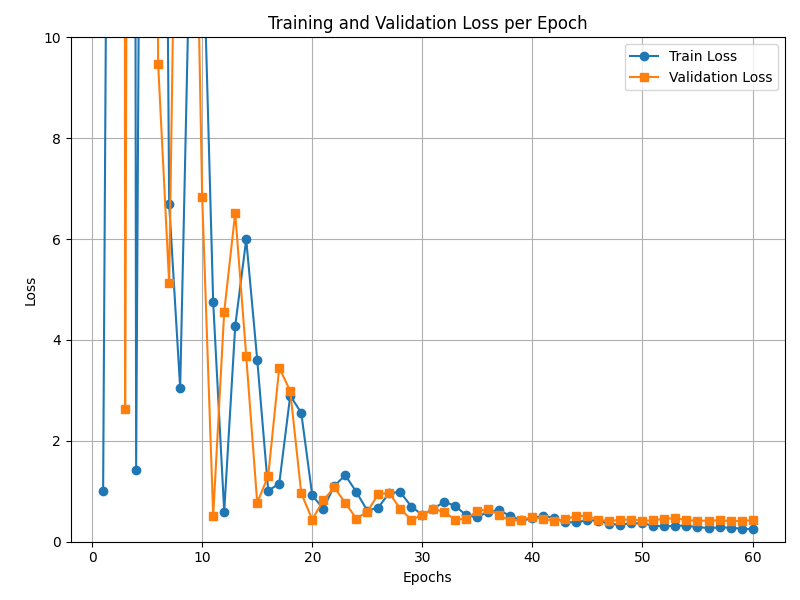 Training and Validation Loss per Epoch
Train Loss
Validation Loss
Loss
10
8
6
4
2
0
0 10 20 30 40 50 60
Epochs